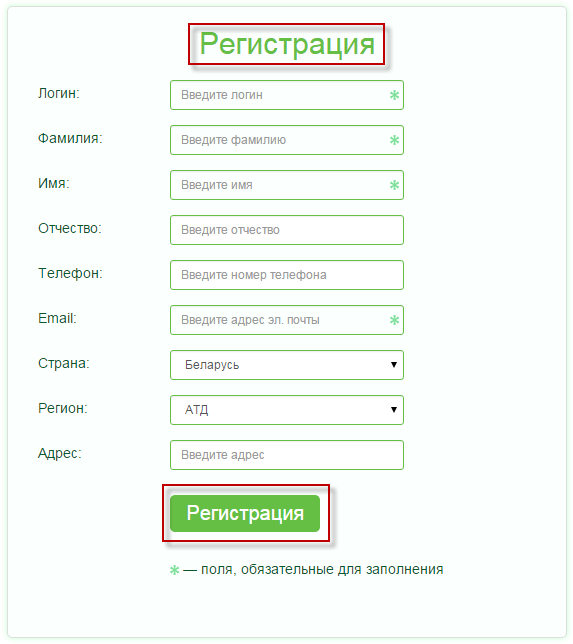 Регистрация
Логин: Введите логин *
Фамилия: Введите фамилию *
Имя: Введите имя *
Отчество: Введите отчество
Телефон: Введите номер телефона
Email: Введите адрес эл. почты *
Страна: Беларусь
Регион: АТД
Адрес: Введите адрес
Регистрация
* — поля, обязательные для заполнения